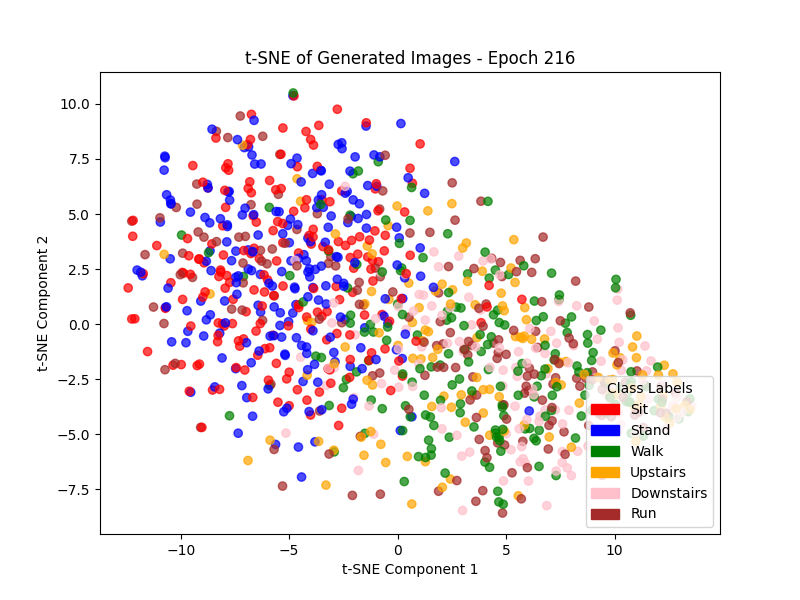 t-SNE of Generated Images - Epoch 216
t-SNE Component 2
10.0
7.5
5.0
2.5
0.0
−2.5
−5.0
−7.5
Class Labels
Sit
Stand
Walk
Upstairs
Downstairs
Run
−10
−5
0
5
10
t-SNE Component 1